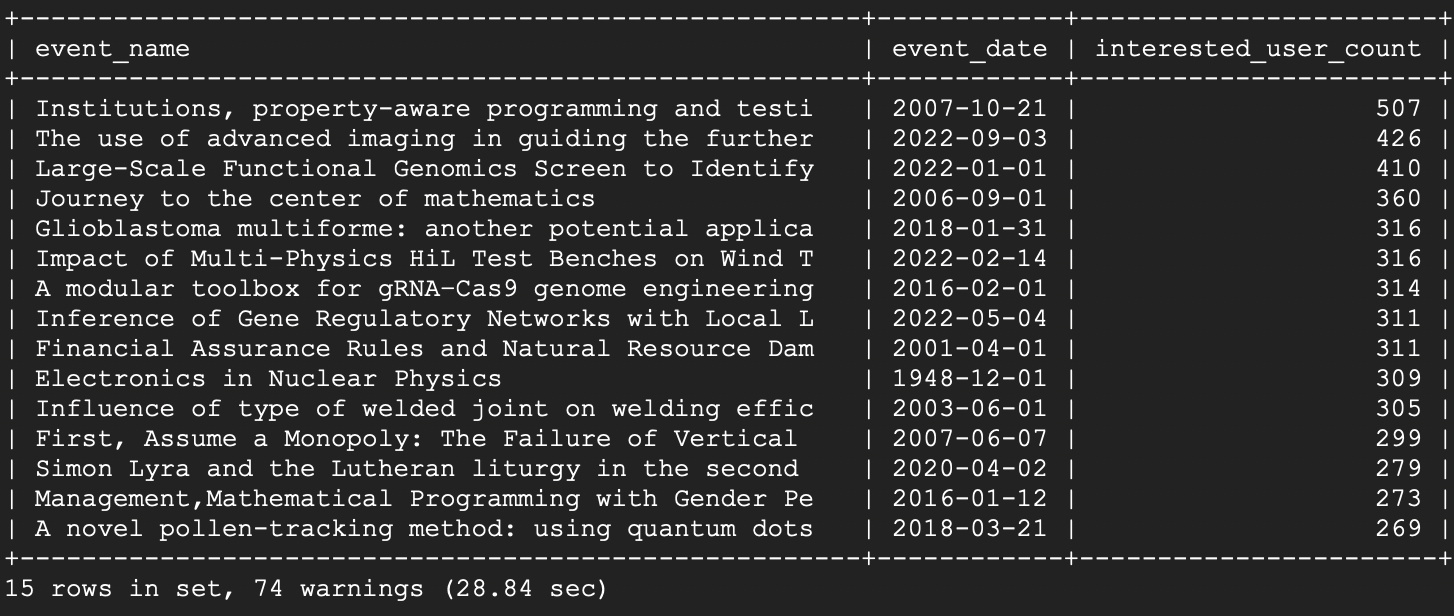 +------------------------------------------------------+------------+-----------------------+
| event_name                                           | event_date | interested_user_count |
+------------------------------------------------------+------------+-----------------------+
| Institutions, property-aware programming and testi   | 2007-10-21 |                   507 |
| The use of advanced imaging in guiding the further   | 2022-09-03 |                   426 |
| Large-Scale Functional Genomics Screen to Identify   | 2022-01-01 |                   410 |
| Journey to the center of mathematics                 | 2006-09-01 |                   360 |
| Glioblastoma multiforme: another potential applica   | 2018-01-31 |                   316 |
| Impact of Multi-Physics HiL Test Benches on Wind T   | 2022-02-14 |                   316 |
| A modular toolbox for gRNA–Cas9 genome engineering   | 2016-02-01 |                   314 |
| Inference of Gene Regulatory Networks with Local L   | 2022-05-04 |                   311 |
| Financial Assurance Rules and Natural Resource Dam   | 2001-04-01 |                   311 |
| Electronics in Nuclear Physics                       | 1948-12-01 |                   309 |
| Influence of type of welded joint on welding effic   | 2003-06-01 |                   305 |
| First, Assume a Monopoly: The Failure of Vertical    | 2007-06-07 |                   299 |
| Simon Lyra and the Lutheran liturgy in the second    | 2020-04-02 |                   279 |
| Management,Mathematical Programming with Gender Pe   | 2016-01-12 |                   273 |
| A novel pollen-tracking method: using quantum dots   | 2018-03-21 |                   269 |
+------------------------------------------------------+------------+-----------------------+
15 rows in set, 74 warnings (28.84 sec)